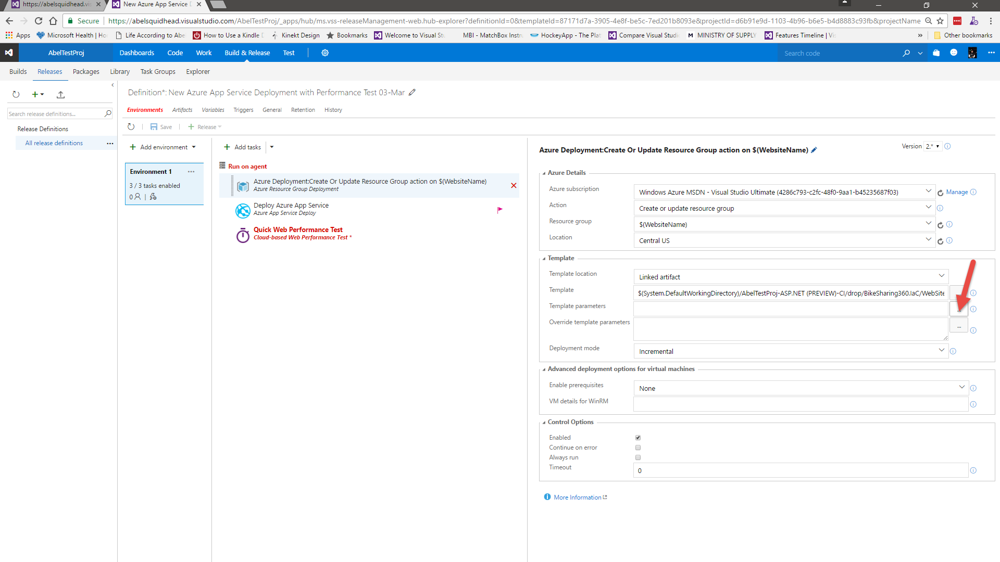 https://abelsquidhead.vis
New Azure App Service D
Secure
https://abelsquidhead.visualstudio.com/AbelTestProj/_apps/hub/ms.vss-releaseManagement-web.hub-explorer?definitionId=0&templateId=87171d7a-3905-4e8f-be5c-7ed201b8093e&projectId=d6b91e9d-1103-4b96-b6e5-b4d8883c93fb&projectName
Apps
Microsoft Health | Ho
Life According to Abe
How to Use a Kindle D
Kinekt Design
Bookmarks
Welcome to Visual Stu
MBI - MatchBox Instru
HockeyApp - The Plat
Compare Visual Studio
M MINISTRY OF SUPPLY
Features Timeline | Vis
»
Other bookmarks
AbelTestProj
Dashboards
Code
Work
Build & Release
Test
Search code
Builds
Releases
Packages
Library
Task Groups
Explorer
Search release definitions...
Release Definitions
All release definitions
...
Definition*: New Azure App Service Deployment with Performance Test 03-Mar
Environments
Artifacts
Variables
Triggers
General
Retention
History
Save
Release
Add environment
Environment 1
...
3 / 3 tasks enabled
0
Add tasks
Run on agent
Azure Deployment:Create Or Update Resource Group action on $(WebsiteName)
Azure Resource Group Deployment
Deploy Azure App Service
Azure App Service Deploy
Quick Web Performance Test
Cloud-based Web Performance Test *
Azure Deployment:Create Or Update Resource Group action on $(WebsiteName)
Version 2.*
Azure Details
Azure subscription
Windows Azure MSDN - Visual Studio Ultimate (4286c793-c2fc-48f0-9aa1-b45235687f03)
Manage
Action
Create or update resource group
Resource group
$(WebsiteName)
Location
Central US
Template
Template location
Linked artifact
Template
$(System.DefaultWorkingDirectory)/AbelTestProj-ASP.NET (PREVIEW)-CI/drop/BikeSharing360.IaC/WebSite
Template parameters
...
Override template parameters
...
Deployment mode
Incremental
Advanced deployment options for virtual machines
Enable prerequisites
None
VM details for WinRM
Control Options
Enabled
Continue on error
Always run
Timeout
0
More Information